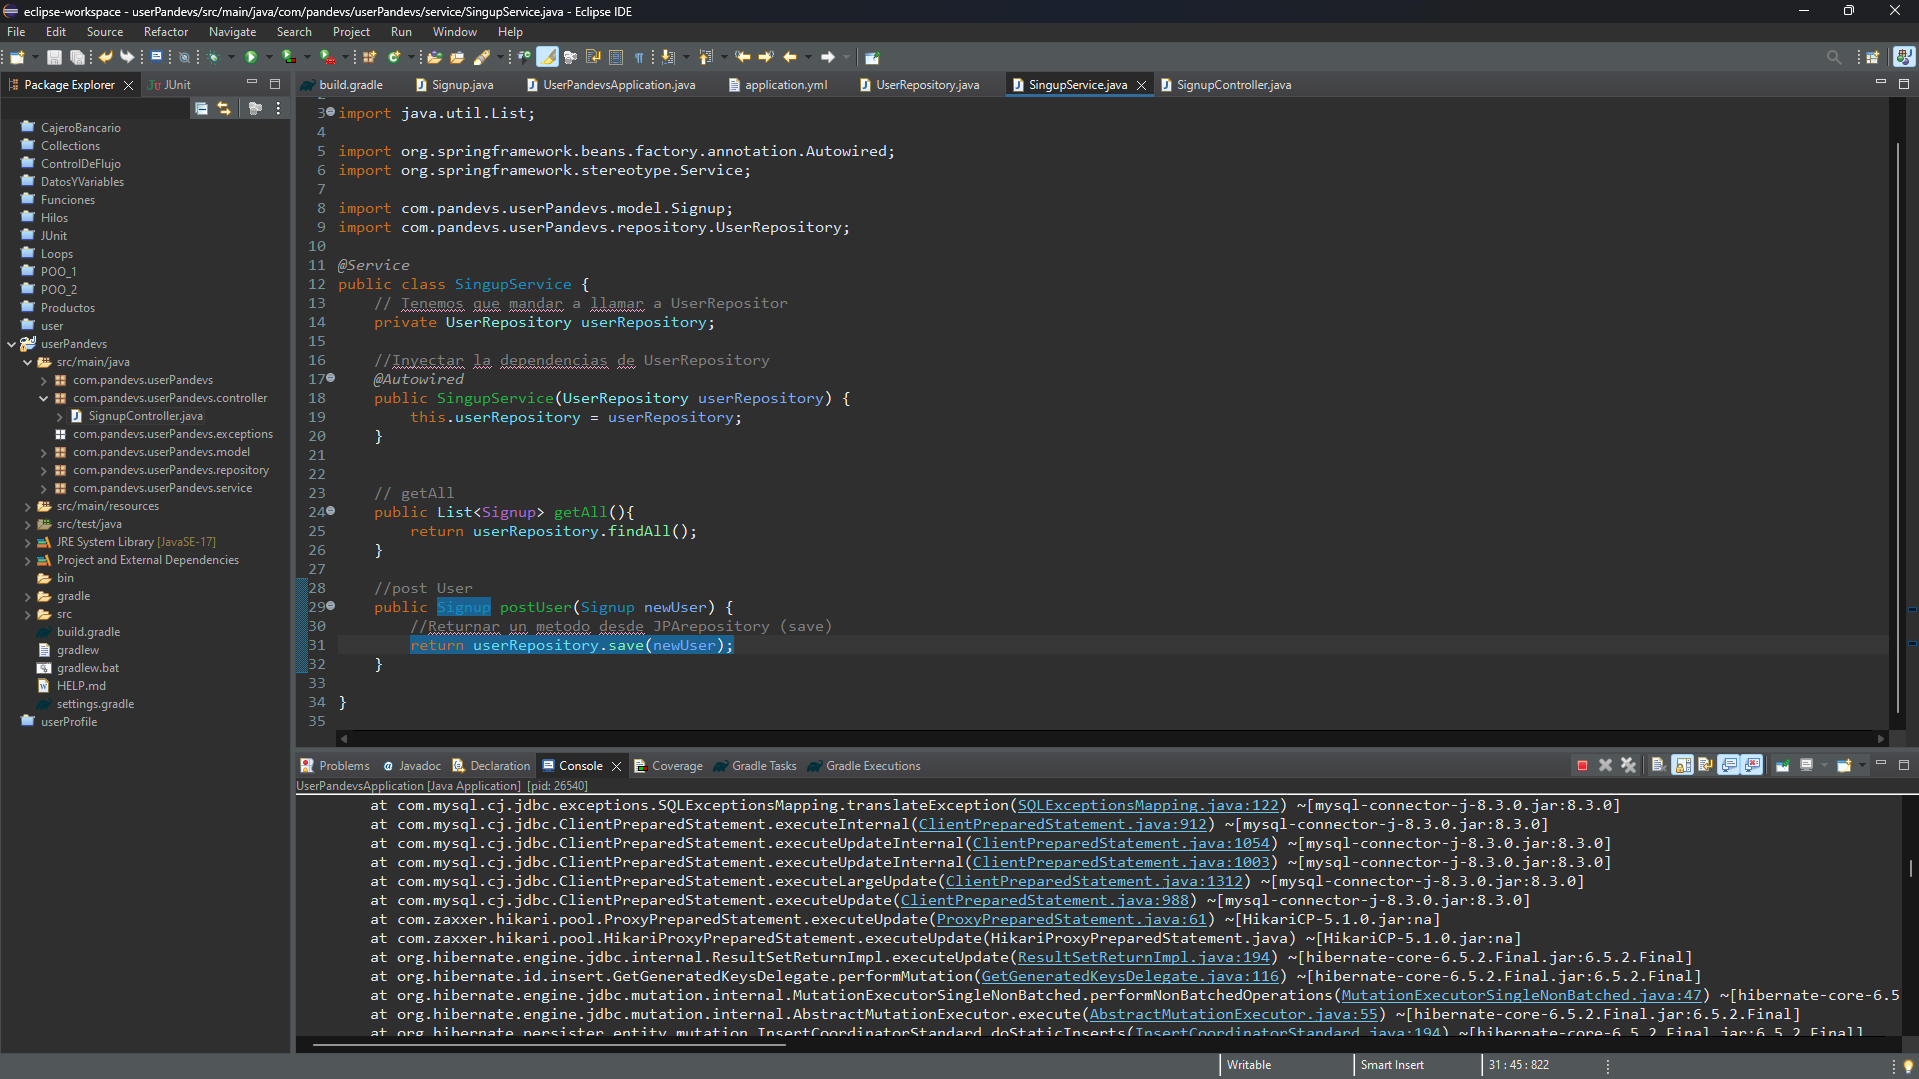 eclipse-workspace - userPandevs/src/main/java/com/pandevs/userPandevs/service/SingupService.java - Eclipse IDE
File Edit Source Refactor Navigate Search Project Run Window Help
Package Explorer
JUnit
CajeroBancario
Collections
ControlDeFlujo
DatosYVariables
Funciones
Hilos
JUnit
Loops
POO_1
POO_2
Productos
user
userPandevs
src/main/java
com.pandevs.userPandevs
com.pandevs.userPandevs.controller
SignupController.java
com.pandevs.userPandevs.exceptions
com.pandevs.userPandevs.model
com.pandevs.userPandevs.repository
com.pandevs.userPandevs.service
src/main/resources
src/test/java
JRE System Library [JavaSE-17]
Project and External Dependencies
bin
gradle
src
build.gradle
gradlew
gradlew.bat
HELP.md
settings.gradle
userProfile
build.gradle Signup.java UserPandevsApplication.java application.yml UserRepository.java SingupService.java SignupController.java
3 import java.util.List;
4
5 import org.springframework.beans.factory.annotation.Autowired;
6 import org.springframework.stereotype.Service;
7
8 import com.pandevs.userPandevs.model.Signup;
9 import com.pandevs.userPandevs.repository.UserRepository;
10
11 @Service
12 public class SingupService {
13 // Tenemos que mandar a llamar a UserRepositor
14 private UserRepository userRepository;
15
16 //Inyectar la dependencias de UserRepository
17 @Autowired
18 public SingupService(UserRepository userRepository) {
19 this.userRepository = userRepository;
20 }
21
22
23 // getAll
24 public List<Signup> getAll(){
25 return userRepository.findAll();
26 }
27
28 //post User
29 public Signup postUser(Signup newUser) {
30 //Returnar un metodo desde JPArepository (save)
31 return userRepository.save(newUser);
32 }
33
34 }
35
Problems Javadoc Declaration Console Coverage Gradle Tasks Gradle Executions
UserPandevsApplication [Java Application] [pid: 26540]
at com.mysql.cj.jdbc.exceptions.SQLExceptionsMapping.translateException(SQLExceptionsMapping.java:122) ~[mysql-connector-j-8.3.0.jar:8.3.0]
at com.mysql.cj.jdbc.ClientPreparedStatement.executeInternal(ClientPreparedStatement.java:912) ~[mysql-connector-j-8.3.0.jar:8.3.0]
at com.mysql.cj.jdbc.ClientPreparedStatement.executeUpdateInternal(ClientPreparedStatement.java:1054) ~[mysql-connector-j-8.3.0.jar:8.3.0]
at com.mysql.cj.jdbc.ClientPreparedStatement.executeUpdateInternal(ClientPreparedStatement.java:1003) ~[mysql-connector-j-8.3.0.jar:8.3.0]
at com.mysql.cj.jdbc.ClientPreparedStatement.executeLargeUpdate(ClientPreparedStatement.java:1312) ~[mysql-connector-j-8.3.0.jar:8.3.0]
at com.mysql.cj.jdbc.ClientPreparedStatement.executeUpdate(ClientPreparedStatement.java:988) ~[mysql-connector-j-8.3.0.jar:8.3.0]
at com.zaxxer.hikari.pool.ProxyPreparedStatement.executeUpdate(ProxyPreparedStatement.java:61) ~[HikariCP-5.1.0.jar:na]
at com.zaxxer.hikari.pool.HikariProxyPreparedStatement.executeUpdate(HikariProxyPreparedStatement.java) ~[HikariCP-5.1.0.jar:na]
at org.hibernate.engine.jdbc.internal.ResultSetReturnImpl.executeUpdate(ResultSetReturnImpl.java:194) ~[hibernate-core-6.5.2.Final.jar:6.5.2.Final]
at org.hibernate.id.insert.GetGeneratedKeysDelegate.performMutation(GetGeneratedKeysDelegate.java:116) ~[hibernate-core-6.5.2.Final.jar:6.5.2.Final]
at org.hibernate.engine.jdbc.mutation.internal.MutationExecutorSingleNonBatched.performNonBatchedOperations(MutationExecutorSingleNonBatched.java:47) ~[hibernate-core-6.5
at org.hibernate.engine.jdbc.mutation.internal.AbstractMutationExecutor.execute(AbstractMutationExecutor.java:55) ~[hibernate-core-6.5.2.Final.jar:6.5.2.Final]
at org.hibernate.persister.entity.mutation.InsertCoordinatorStandard.doStaticInserts(InsertCoordinatorStandard.java:194) ~[hibernate-core-6.5.2.Final.jar:6.5.2.Final]
Writable
Smart Insert
31 : 45 : 822